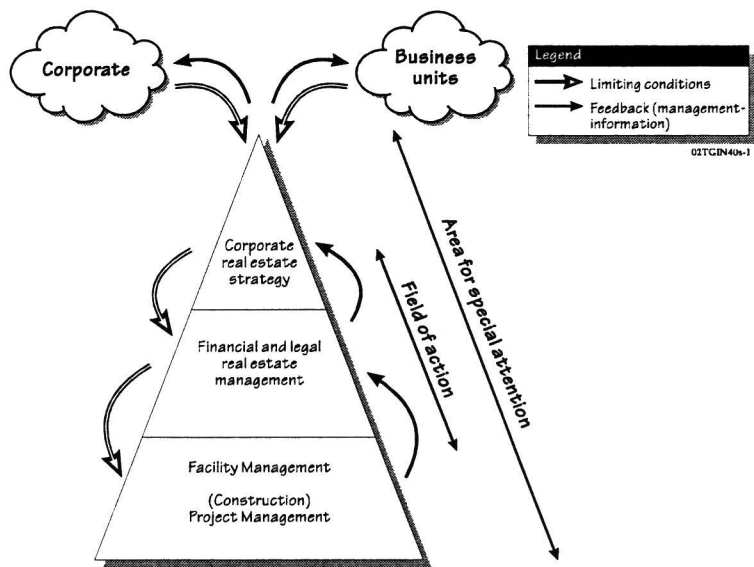 Corporate
Business
units
Legend
Limiting conditions
Feedback (management-
information)
02TGIN40s-1
Corporate
real estate
strategy
Financial and legal
real estate
management
Facility Management
(Construction)
Project Management
Field of action
Area for special attention